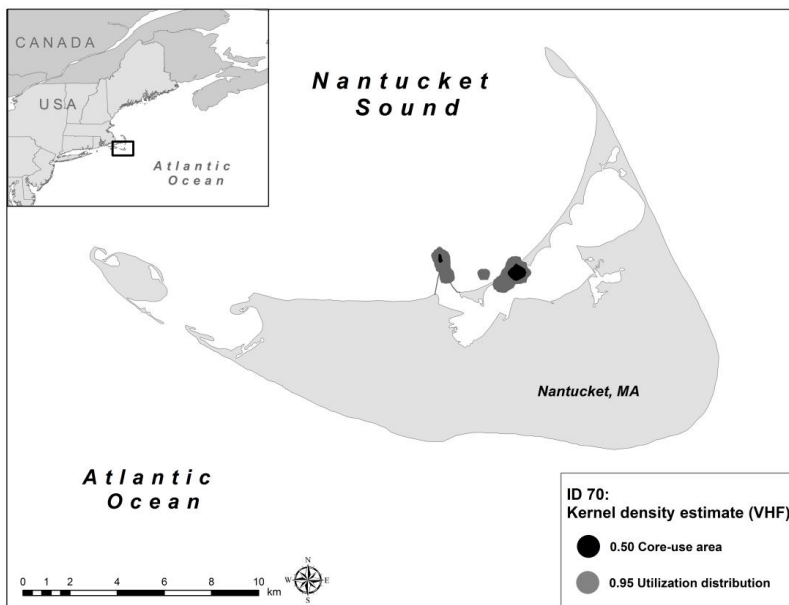 CANADA
USA
Atlantic
Ocean
Nantucket
Sound
Nantucket, MA
Atlantic
Ocean
ID 70:
Kernel density estimate (VHF)
0.50 Core-use area
0.95 Utilization distribution
N
W E
S
0 2 4 6 8 10
km